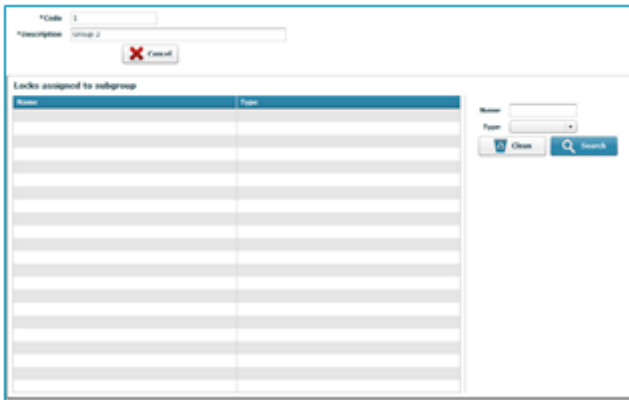 *Code 1
*Description Group 2
Cancel
Locks assigned to subgroup
Name Type
Name
Type
Clean Search